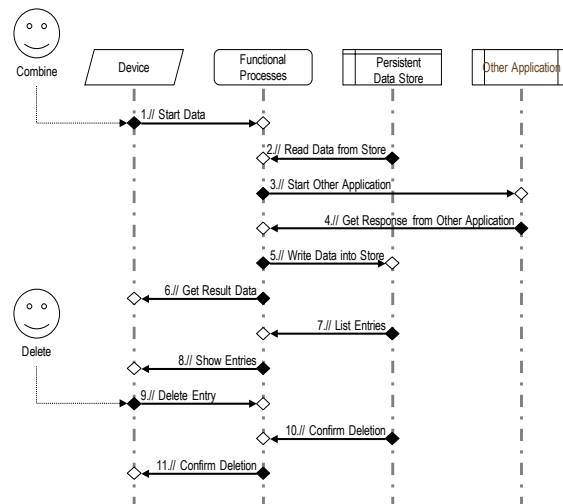 Combine
Device
Functional
Processes
Persistent
Data Store
Other Application
1.// Start Data
2.// Read Data from Store
3.// Start Other Application
4.// Get Response from Other Application
5.// Write Data into Store
6.// Get Result Data
7.// List Entries
Delete
8.// Show Entries
9.// Delete Entry
10.// Confirm Deletion
11.// Confirm Deletion